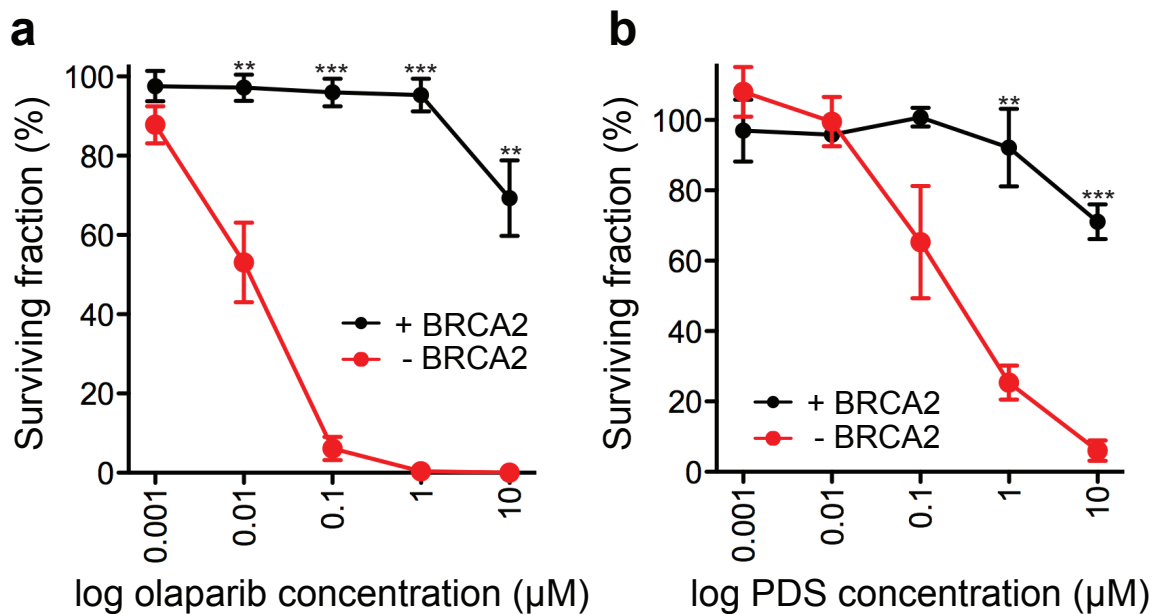 a
Surviving fraction (%)
100
80
60
40
20
0
**
***
***
**
+ BRCA2
- BRCA2
0.001
0.01
0.1
1
10
log olaparib concentration (µM)
b
Surviving fraction (%)
100
80
60
40
20
0
**
***
+ BRCA2
- BRCA2
0.001
0.01
0.1
1
10
log PDS concentration (µM)